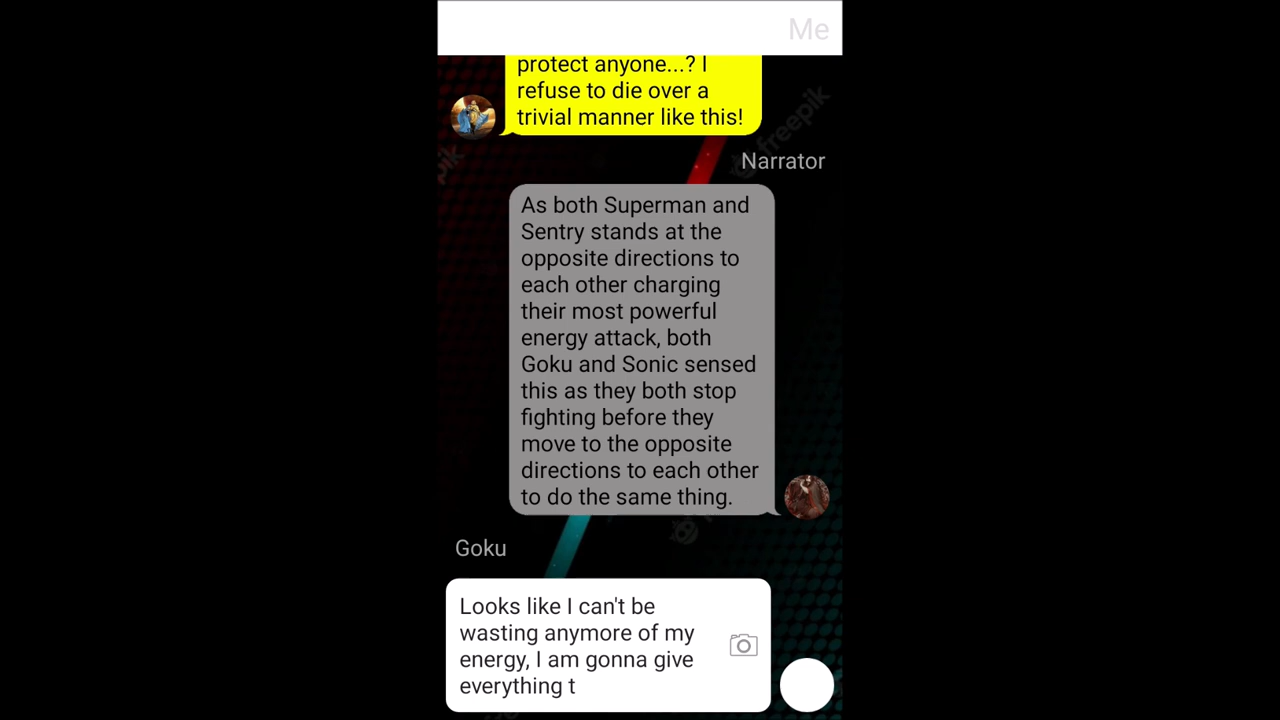 Me
protect anyone...? I
refuse to die over a
trivial manner like this!
freepik
Narrator
As both Superman and
Sentry stands at the
opposite directions to
each other charging
their most powerful
energy attack, both
Goku and Sonic sensed
this as they both stop
fighting before they
move to the opposite
directions to each other
to do the same thing.
Goku
Looks like I can't be
wasting anymore of my
energy, I am gonna give
everything t